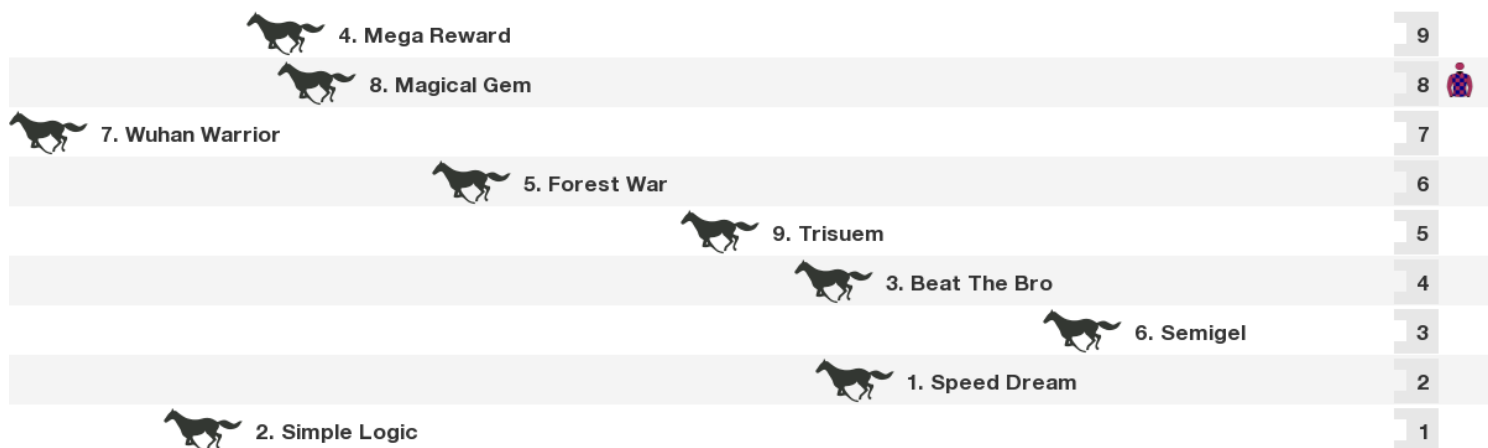 4. Mega Reward 9
8. Magical Gem 8
7. Wuhan Warrior 7
5. Forest War 6
9. Trisuem 5
3. Beat The Bro 4
6. Semigel 3
1. Speed Dream 2
2. Simple Logic 1